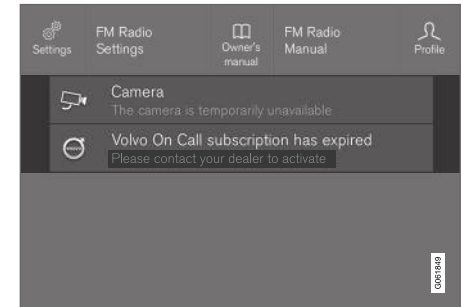 Settings
FM Radio
Settings
Owner's
manual
FM Radio
Manual
Profile
Camera
The camera is temporarily unavailable
Volvo On Call subscription has expired
Please contact your dealer to activate
G061849